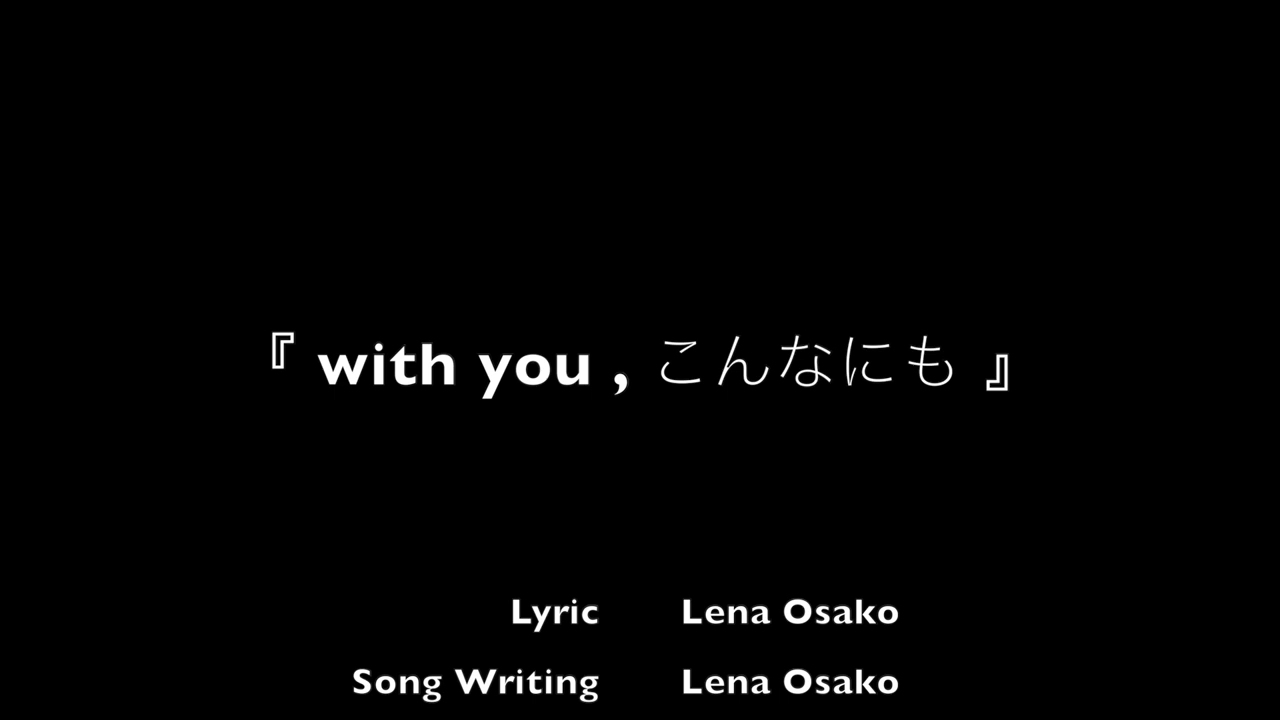 『 with you , こんなにも 』
Lyric Lena Osako
Song Writing Lena Osako